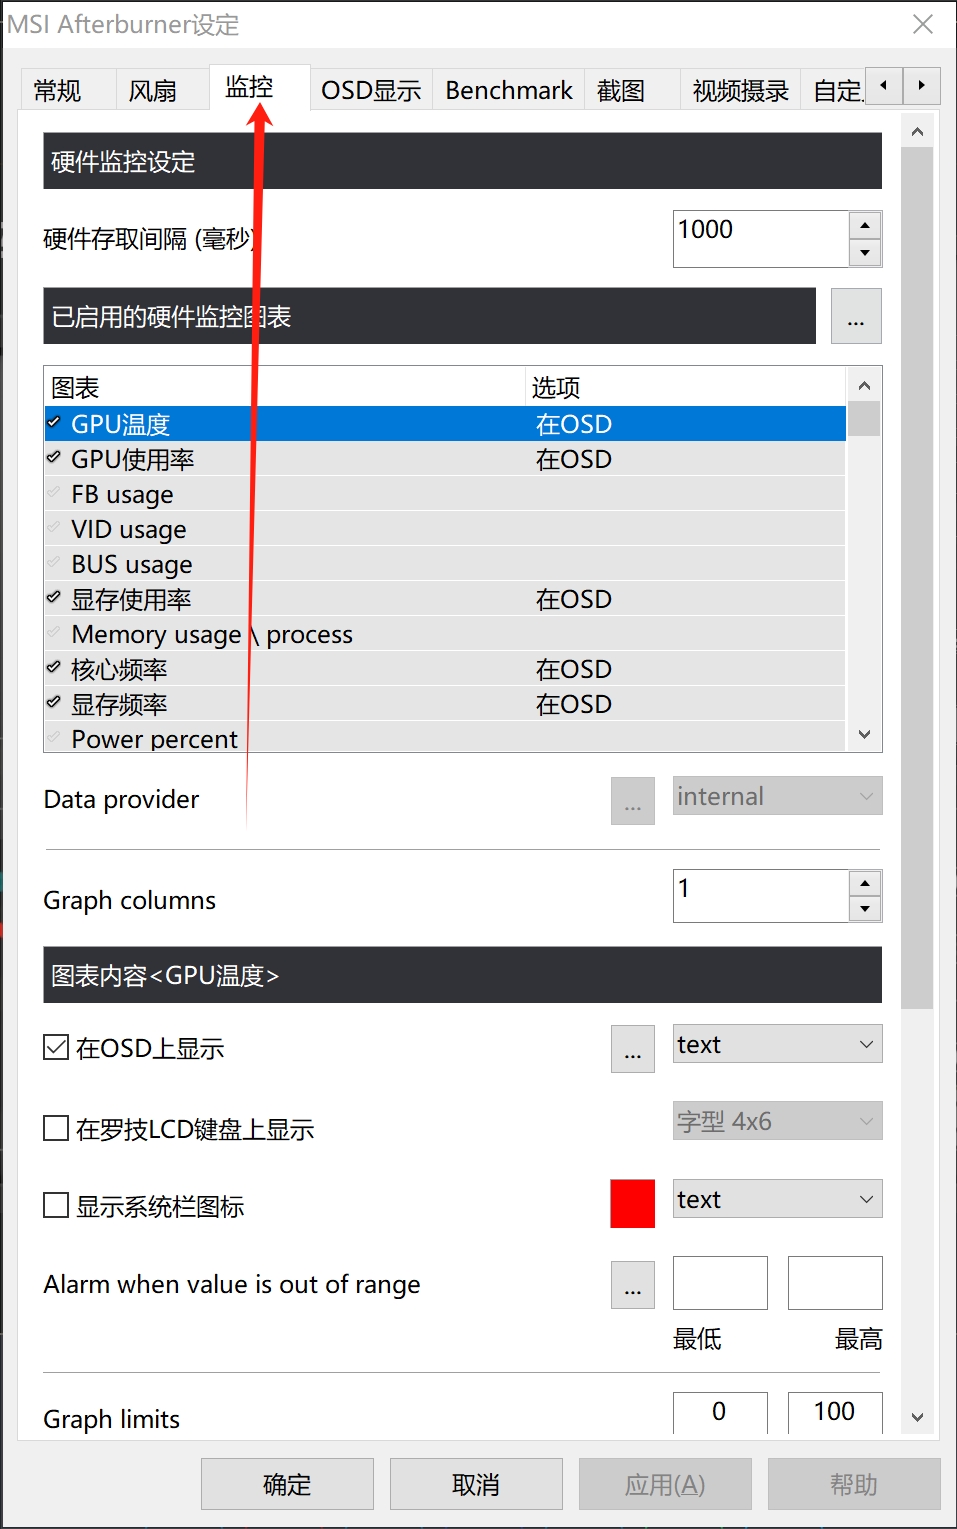 MSI Afterburner设定
常规 风扇 监控 OSD显示 Benchmark 截图 视频摄录 自定
硬件监控设定
硬件存取间隔 (毫秒) 1000
已启用的硬件监控图表 ...
图表 选项
GPU温度 在OSD
GPU使用率 在OSD
FB usage
VID usage
BUS usage
显存使用率 在OSD
Memory usage \ process
核心频率 在OSD
显存频率 在OSD
Power percent
Data provider ... internal
Graph columns 1
图表内容<GPU温度>
在OSD上显示 ... text
在罗技LCD键盘上显示 字型 4x6
显示系统栏图标 text
Alarm when value is out of range ...
最低 最高
Graph limits 0 100
确定 取消 应用(A) 帮助